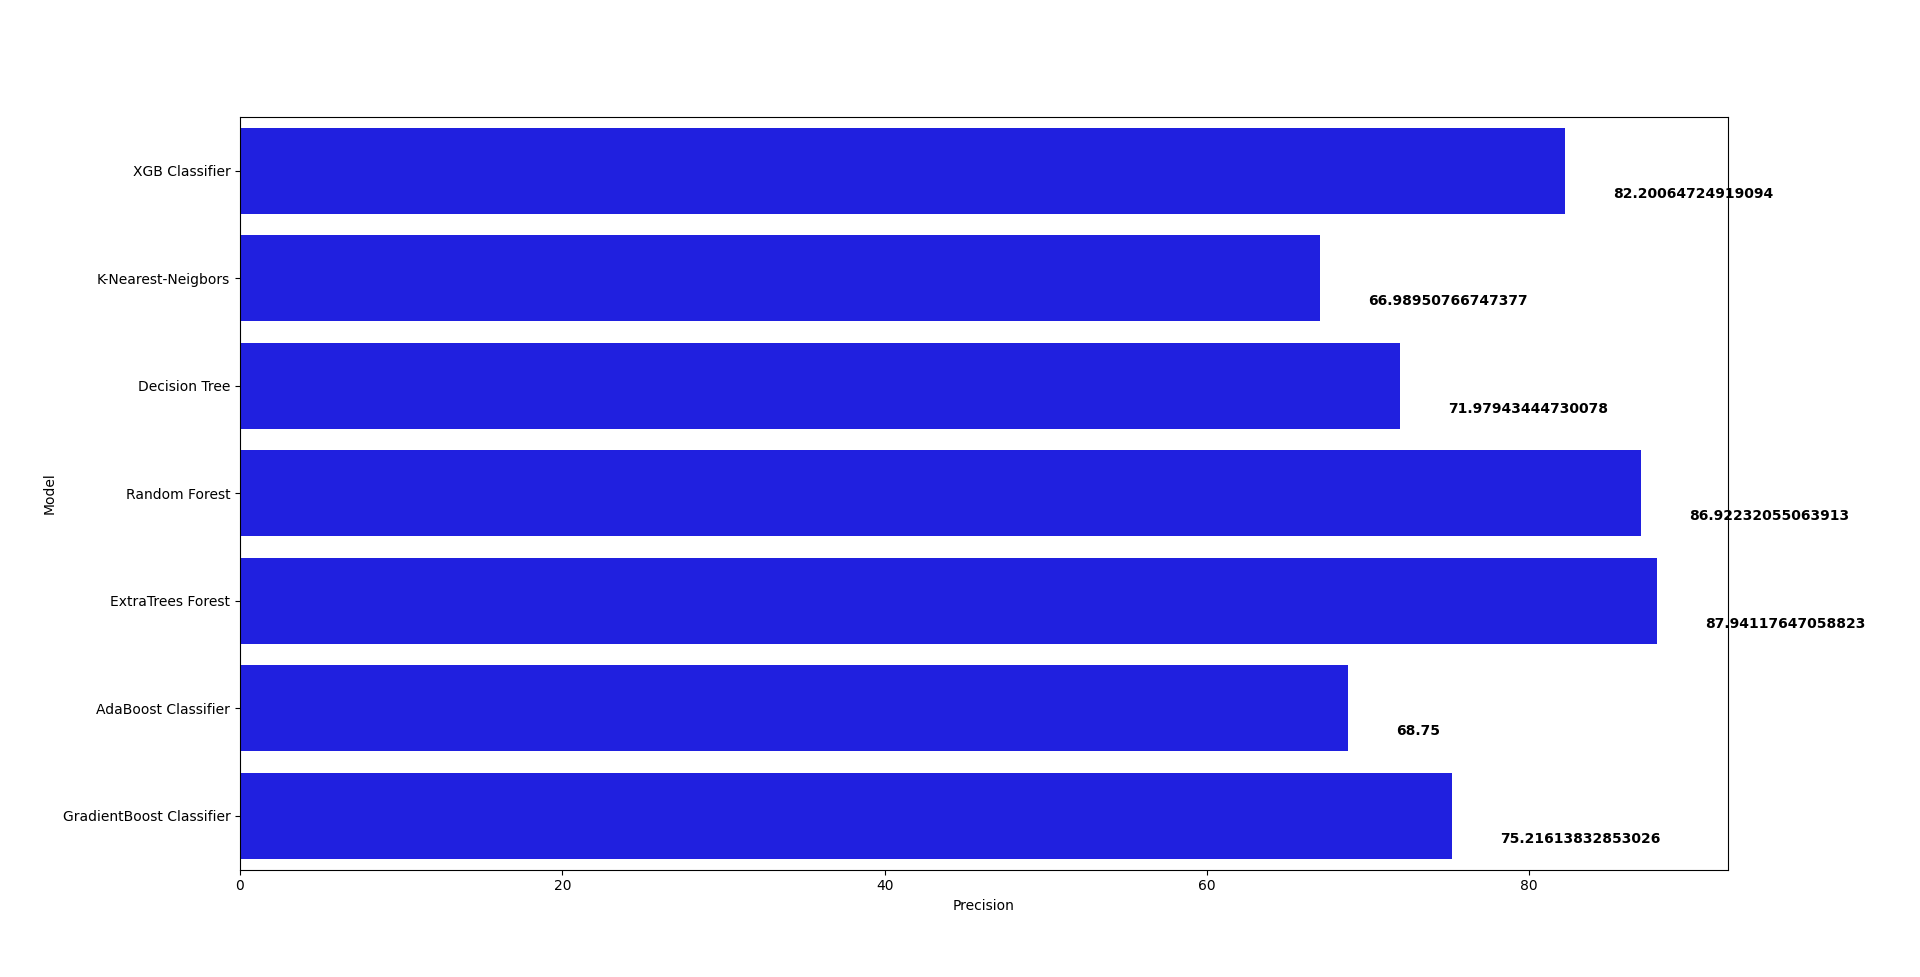 XGB Classifier
82.20064724919094
K-Nearest-Neigbors
66.98950766747377
Decision Tree
71.97943444730078
Random Forest
86.92232055063913
ExtraTrees Forest
87.94117647058823
AdaBoost Classifier
68.75
GradientBoost Classifier
75.21613832853026
Model
0 20 40 60 80
Precision